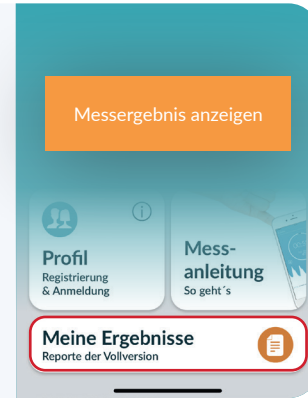 Messergebnis anzeigen
Profil
Registrierung
& Anmeldung
Mess-
anleitung
So geht´s
Meine Ergebnisse
Reporte der Vollversion